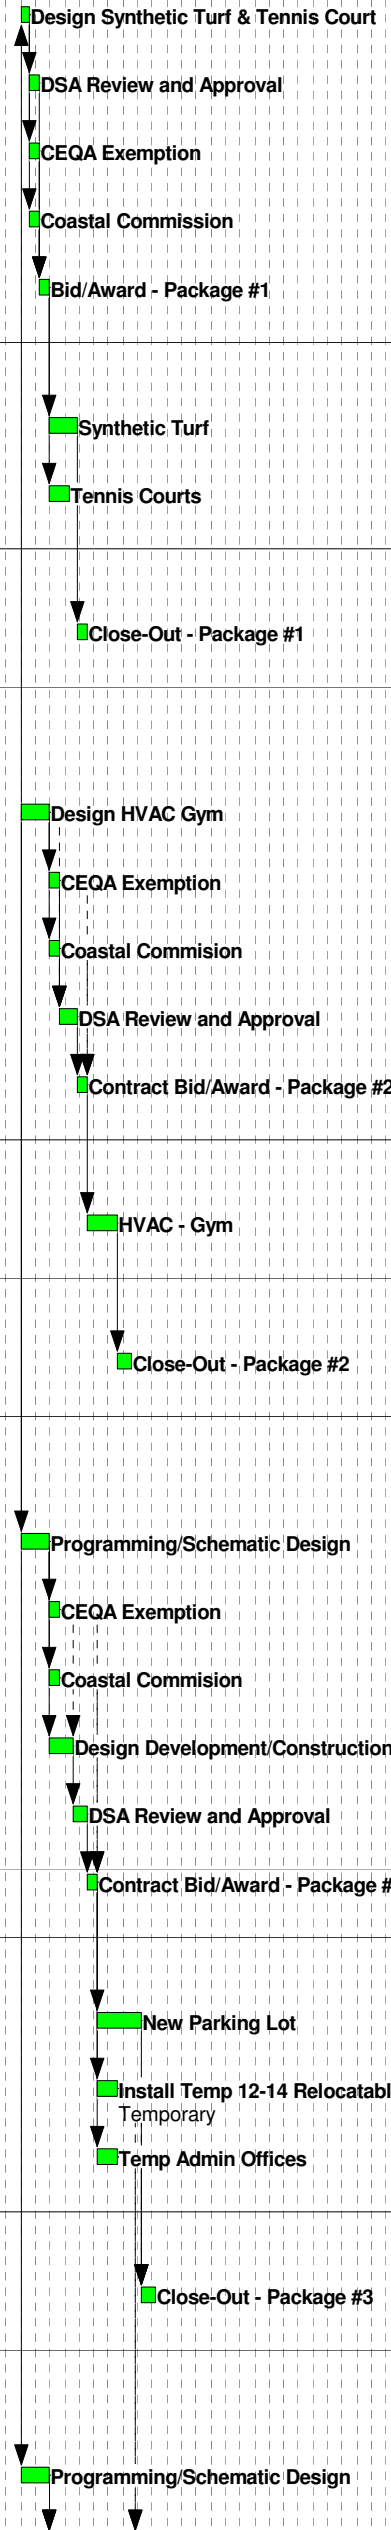 Design Synthetic Turf & Tennis Court
DSA Review and Approval
CEQA Exemption
Coastal Commission
Bid/Award - Package #1
Synthetic Turf
Tennis Courts
Close-Out - Package #1
Design HVAC Gym
CEQA Exemption
Coastal Commision
DSA Review and Approval
Contract Bid/Award - Package #2
HVAC - Gym
Close-Out - Package #2
Programming/Schematic Design
CEQA Exemption
Coastal Commision
Design Development/Construction
DSA Review and Approval
Contract Bid/Award - Package #
New Parking Lot
Install Temp 12-14 Relocatabl
Temporary
Temp Admin Offices
Close-Out - Package #3
Programming/Schematic Design